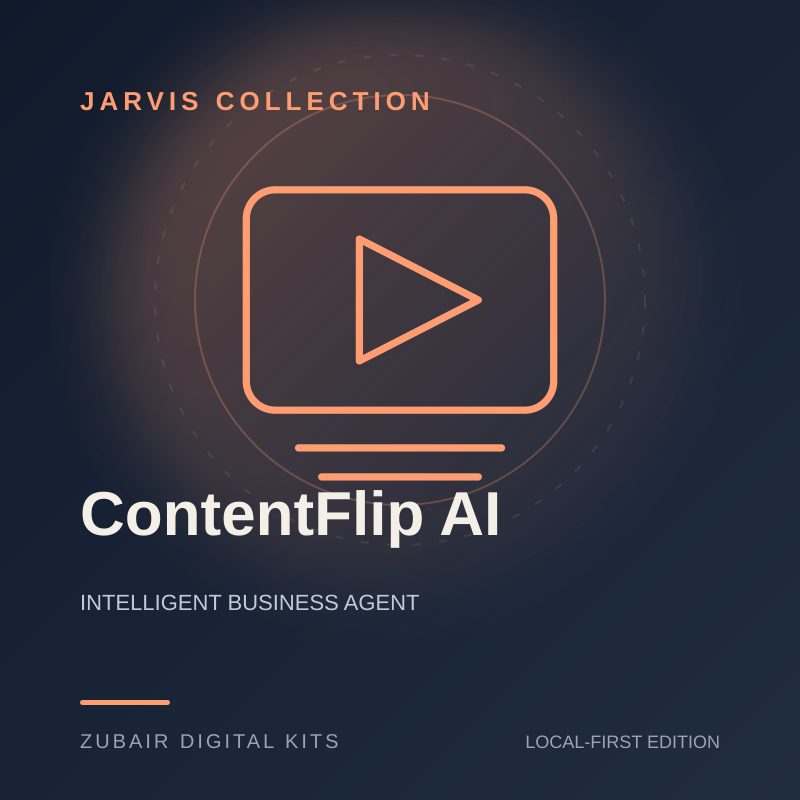 JARVIS COLLECTION
ContentFlip AI
INTELLIGENT BUSINESS AGENT
ZUBAIR DIGITAL KITS
LOCAL-FIRST EDITION